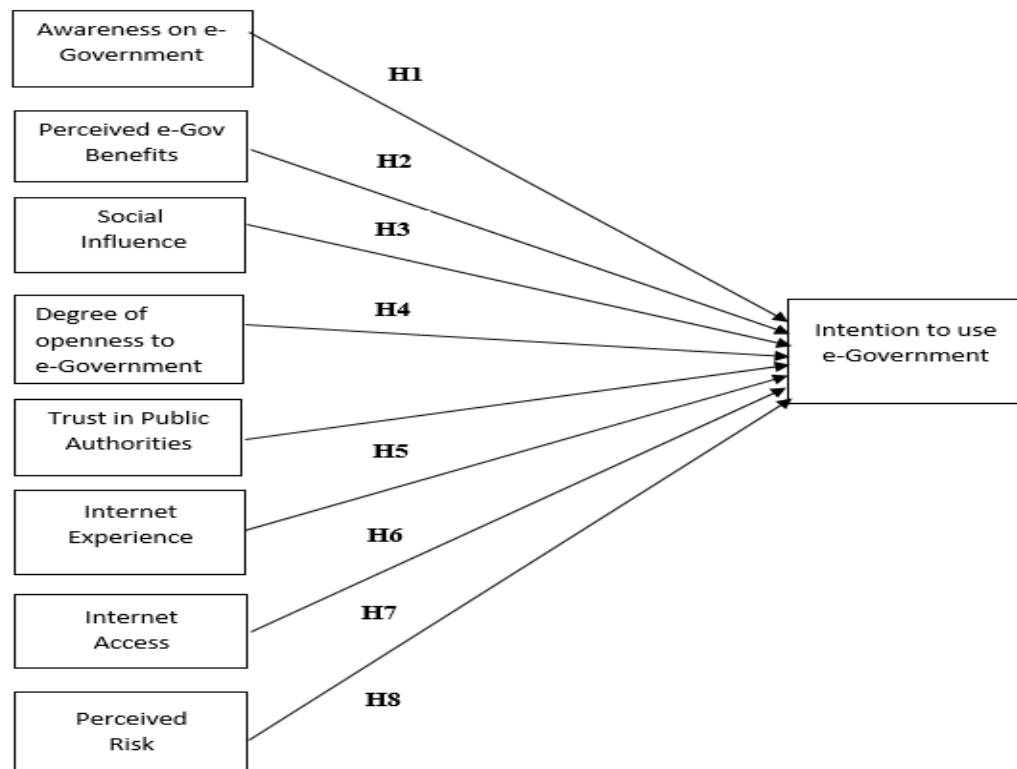 Awareness on e-
Government
H1
Perceived e-Gov
Benefits
H2
Social
Influence
H3
Degree of
openness to
e-Government
H4
Trust in Public
Authorities
H5
Internet
Experience
H6
Internet
Access
H7
Perceived
Risk
H8
Intention to use
e-Government